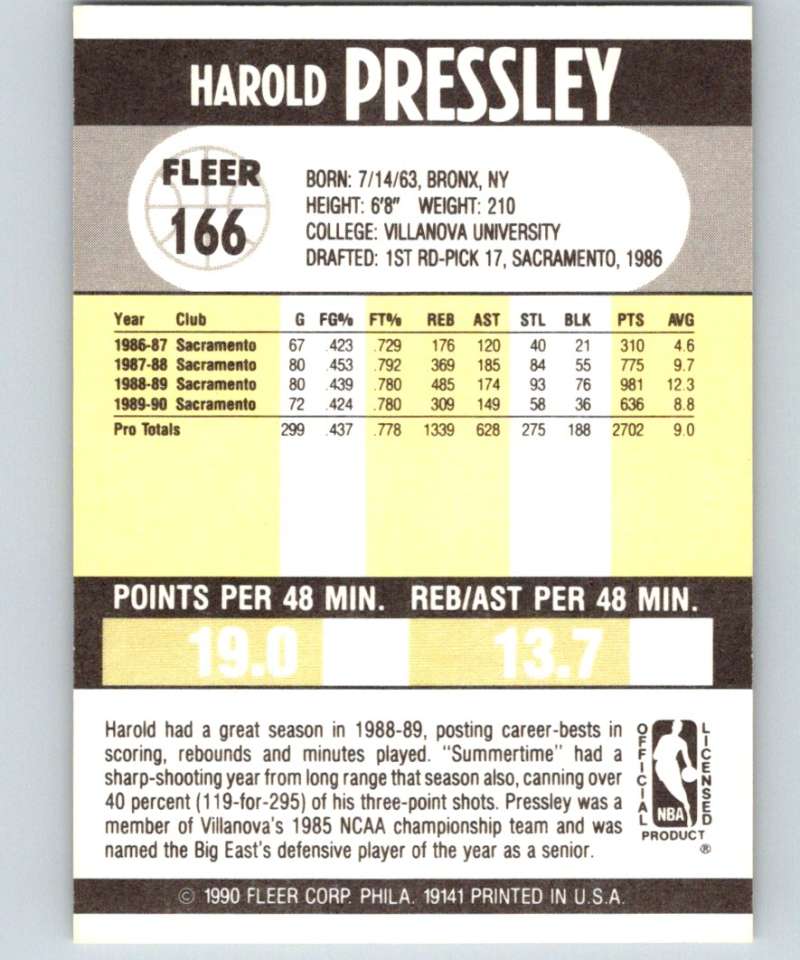 HAROLD PRESSLEY
FLEER
166
BORN: 7/14/63, BRONX, NY
HEIGHT: 6'8" WEIGHT: 210
COLLEGE: VILLANOVA UNIVERSITY
DRAFTED: 1ST RD-PICK 17, SACRAMENTO, 1986
Year Club G FG% FT% REB AST STL BLK PTS AVG
1986-87 Sacramento 67 .423 .729 176 120 40 21 310 4.6
1987-88 Sacramento 80 .453 .792 369 185 84 55 775 9.7
1988-89 Sacramento 80 .439 .780 485 174 93 76 981 12.3
1989-90 Sacramento 72 .424 .780 309 149 58 36 636 8.8
Pro Totals 299 .437 .778 1339 628 275 188 2702 9.0
POINTS PER 48 MIN. REB/AST PER 48 MIN.
19.0 13.7
Harold had a great season in 1988-89, posting career-bests in
scoring, rebounds and minutes played. "Summertime" had a
sharp-shooting year from long range that season also, canning over
40 percent (119-for-295) of his three-point shots. Pressley was a
member of Villanova's 1985 NCAA championship team and was
named the Big East's defensive player of the year as a senior.
OFFICIAL
NBA
LICENSED
PRODUCT
®
© 1990 FLEER CORP. PHILA. 19141 PRINTED IN U.S.A.